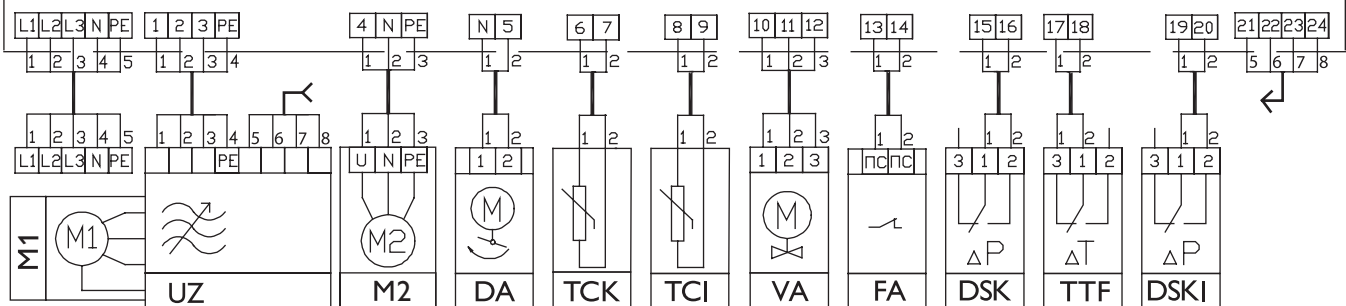 L1 L2 L3 N PE 1 2 3 PE 4 N PE N 5 6 7 8 9 10 11 12 13 14 15 16 17 18 19 20 21 22 23 24
1 2 3 4 5 1 2 3 4 1 2 3 1 2 1 2 1 2 1 2 3 1 2 1 2 1 2 1 2 5 6 7 8
1 2 3 4 5 1 2 3 4 5 6 7 8 1 2 3 1 2 1 2 1 2 1 2 3 1 2 1 2 1 2 1 2
L1 L2 L3 N PE PE U N PE 1 2 1 2 3 ПС ПС 3 1 2 3 1 2 3 1 2
M1 M1 M2 M M ΔP ΔT ΔP
UZ M2 DA TCK TCI VA FA DSK TTF DSK1